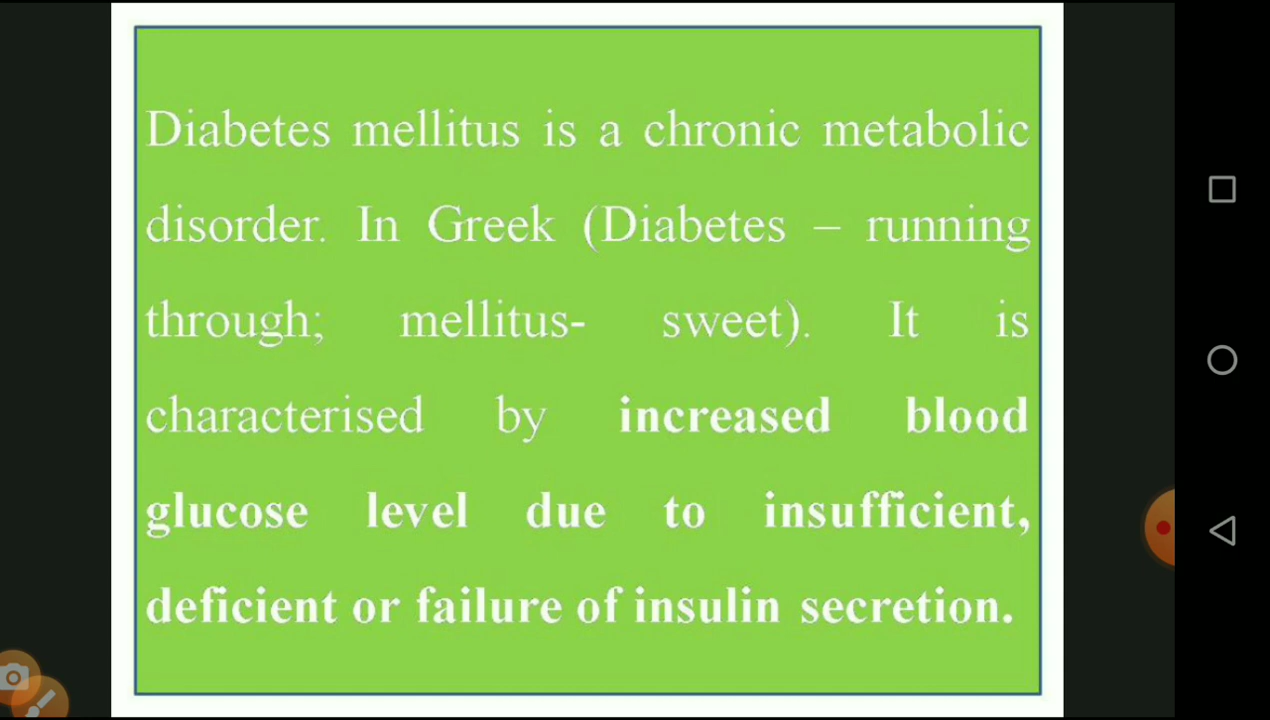 Diabetes mellitus is a chronic metabolic
disorder. In Greek (Diabetes – running
through; mellitus- sweet). It is
characterised by increased blood
glucose level due to insufficient,
deficient or failure of insulin secretion.